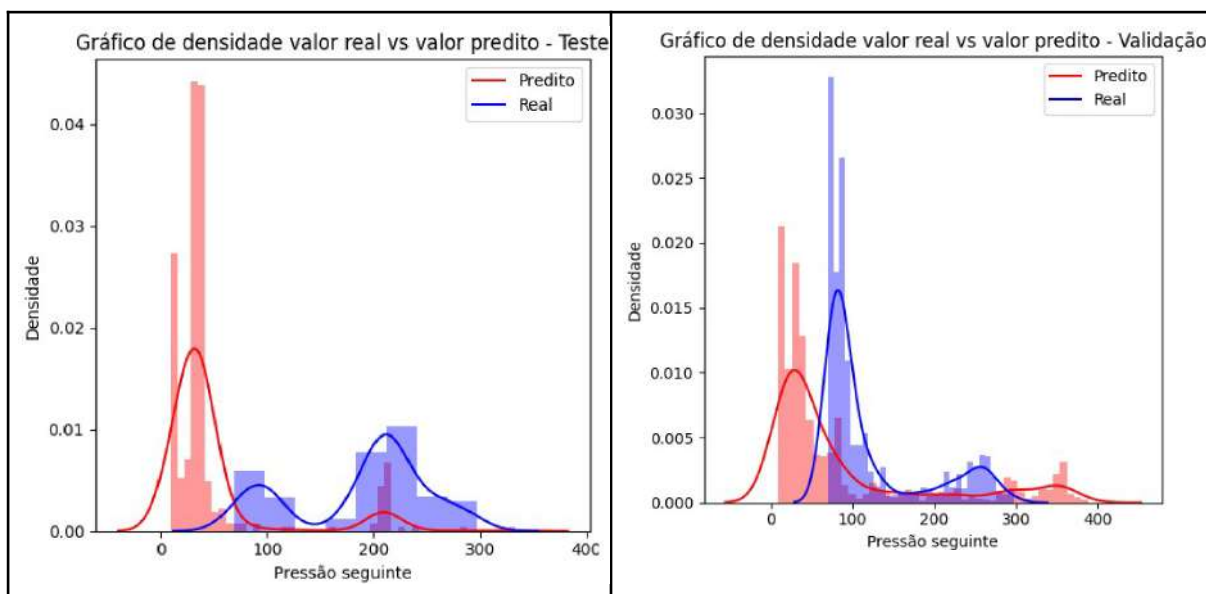 Gráfico de densidade valor real vs valor predito - Teste
Predito
Real
0.04
0.03
0.02
0.01
0.00
Densidade
0
100
200
300
400
Pressão seguinte
Gráfico de densidade valor real vs valor predito - Validação
Predito
Real
0.030
0.025
0.020
0.015
0.010
0.005
0.000
Densidade
0
100
200
300
400
Pressão seguinte